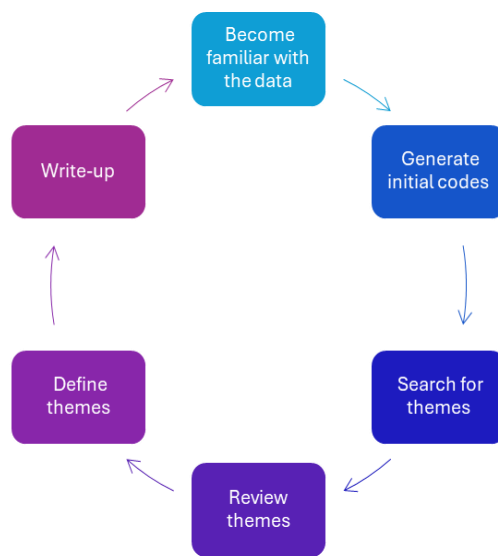 Become
familiar with
the data
Generate
initial codes
Search for
themes
Review
themes
Define
themes
Write-up